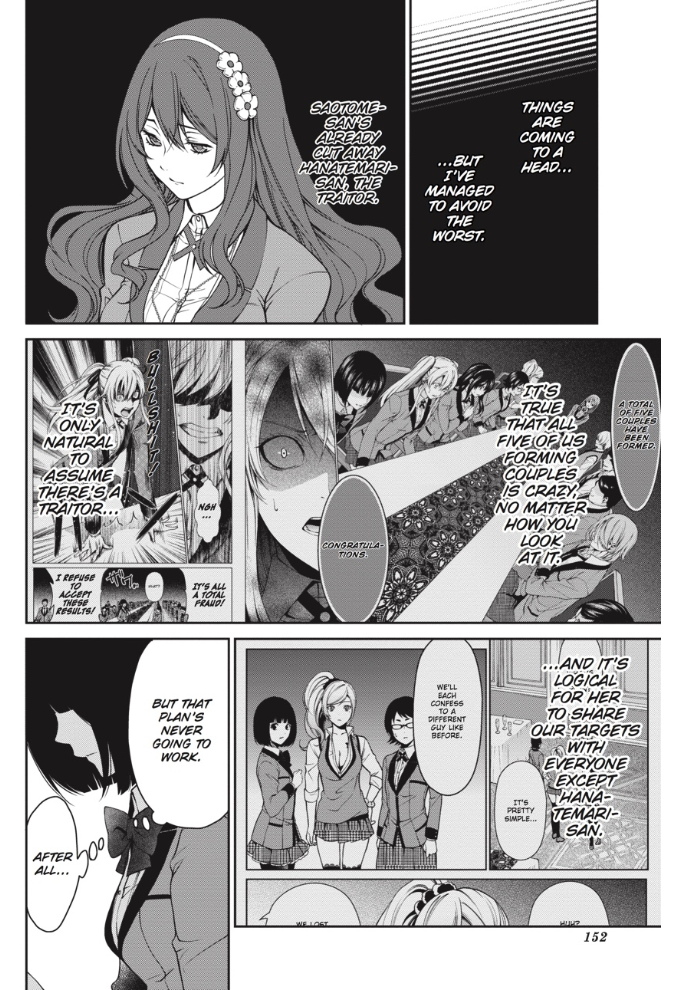 THINGS
ARE
COMING
TO A
HEAD...
...BUT
I'VE
MANAGED
TO AVOID
THE
WORST.
SAOTOME-
SAN'S
ALREADY
CUT AWAY
HANATEMARI-
SAN, THE
TRAITOR.
A TOTAL
OF FIVE
COUPLES
HAVE
BEEN
FORMED.
IT'S
TRUE
THAT ALL
FIVE OF US
FORMING
COUPLES
IS CRAZY,
NO MATTER
HOW YOU
LOOK
AT IT.
CONGRATULA-
TIONS.
BULLSHIT!
NGH
...
IT'S
ONLY
NATURAL
TO
ASSUME
THERE'S A
TRAITOR...
IT'S ALL
A TOTAL
FRAUD!
I REFUSE
TO
ACCEPT
THESE
RESULTS!
...AND IT'S
LOGICAL
FOR HER
TO SHARE
OUR TARGETS
WITH
EVERYONE
EXCEPT
HANA-
TEMARI-
SAN.
IT'S
PRETTY
SIMPLE...
WE'LL
EACH
CONFESS
TO A
DIFFERENT
GUY LIKE
BEFORE.
HUH?
WE LOST
BUT THAT
PLAN'S
NEVER
GOING TO
WORK.
AFTER
ALL...
152